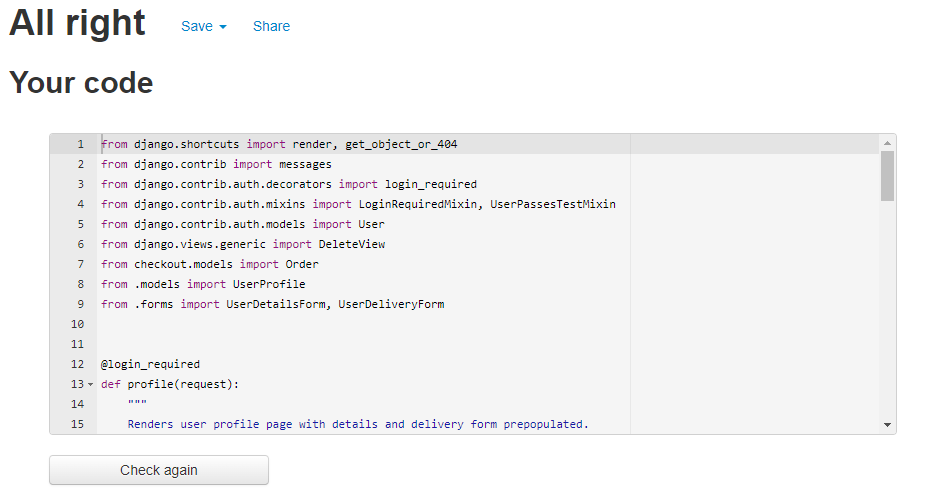 All right Save Share
Your code
1 from django.shortcuts import render, get_object_or_404
2 from django.contrib import messages
3 from django.contrib.auth.decorators import login_required
4 from django.contrib.auth.mixins import LoginRequiredMixin, UserPassesTestMixin
5 from django.contrib.auth.models import User
6 from django.views.generic import DeleteView
7 from checkout.models import Order
8 from .models import UserProfile
9 from .forms import UserDetailsForm, UserDeliveryForm
10
11
12 @login_required
13 def profile(request):
14     """
15     Renders user profile page with details and delivery form prepopulated.
Check again